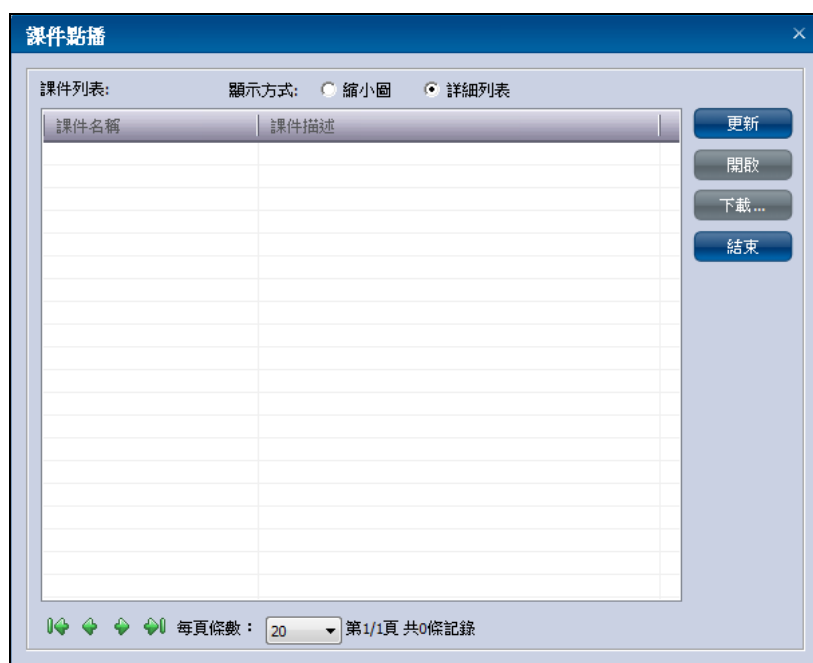 課件點播
課件列表: 顯示方式: 縮小圖 詳細列表
課件名稱 課件描述
更新
開啟
下載...
結束
每頁條數： 20 第1/1頁 共0條記錄